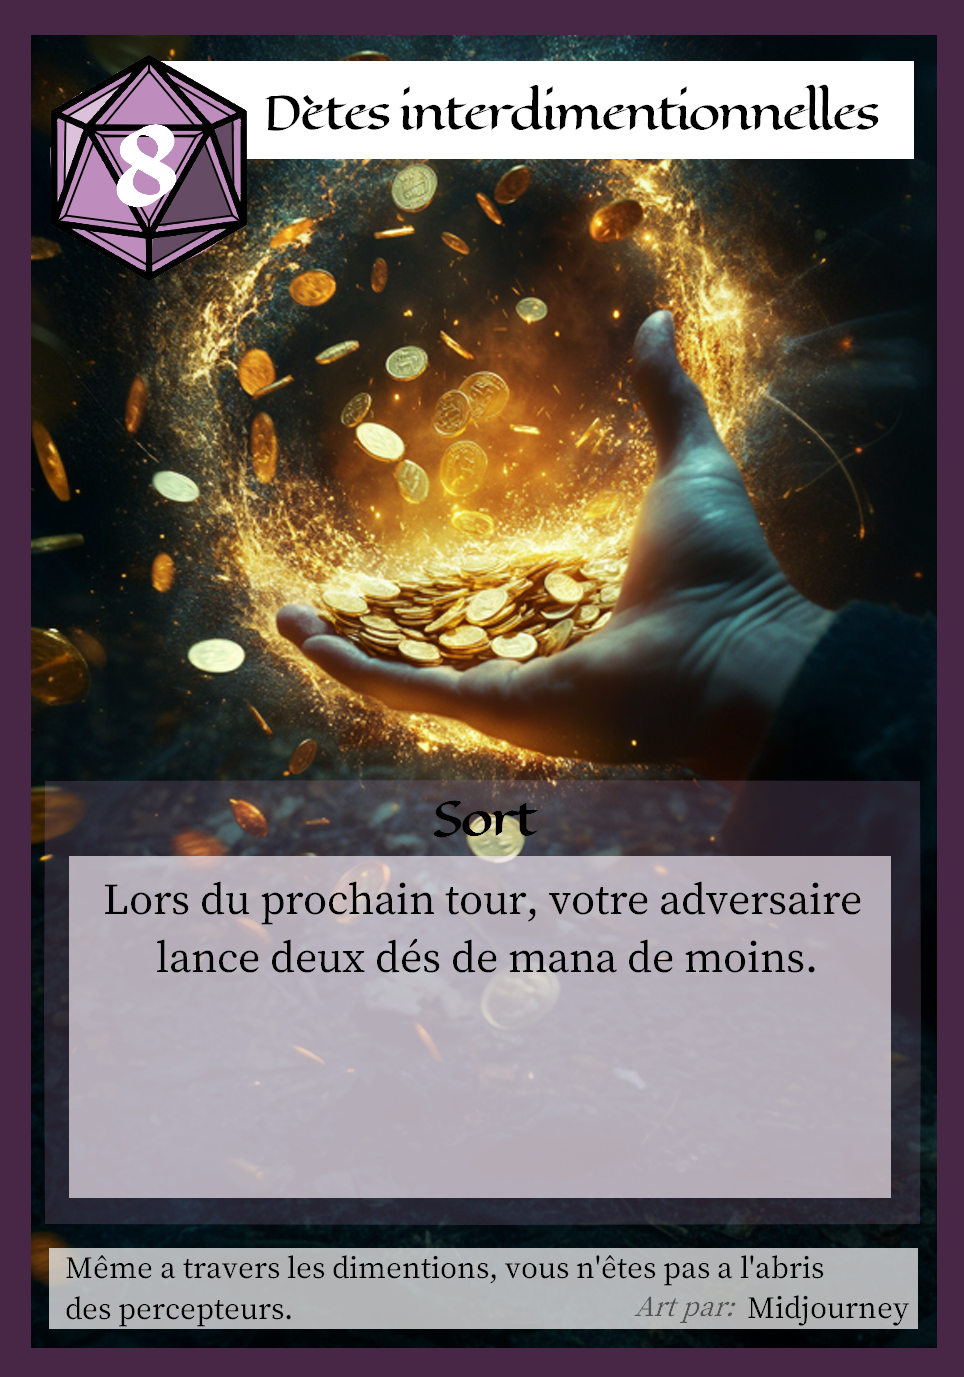 8
Dètes interdimentionnelles
Sort
Lors du prochain tour, votre adversaire
lance deux dés de mana de moins.
Même a travers les dimentions, vous n'êtes pas a l'abris
des percepteurs.
Art par: Midjourney